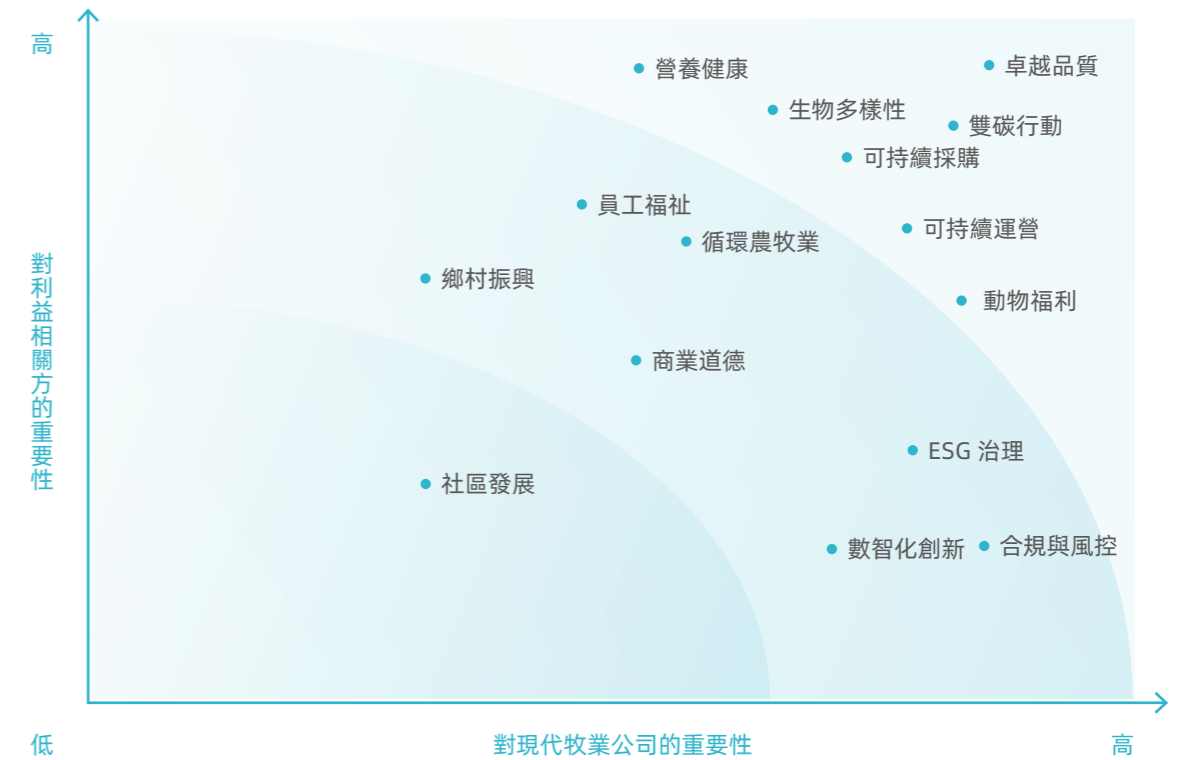 高
卓越品質
營養健康
生物多樣性
雙碳行動
可持續採購
員工福祉
可持續運營
循環農牧業
鄉村振興
動物福利
商業道德
ESG 治理
社區發展
數智化創新
合規與風控
對利益相關方的重要性
低
對現代牧業公司的重要性
高